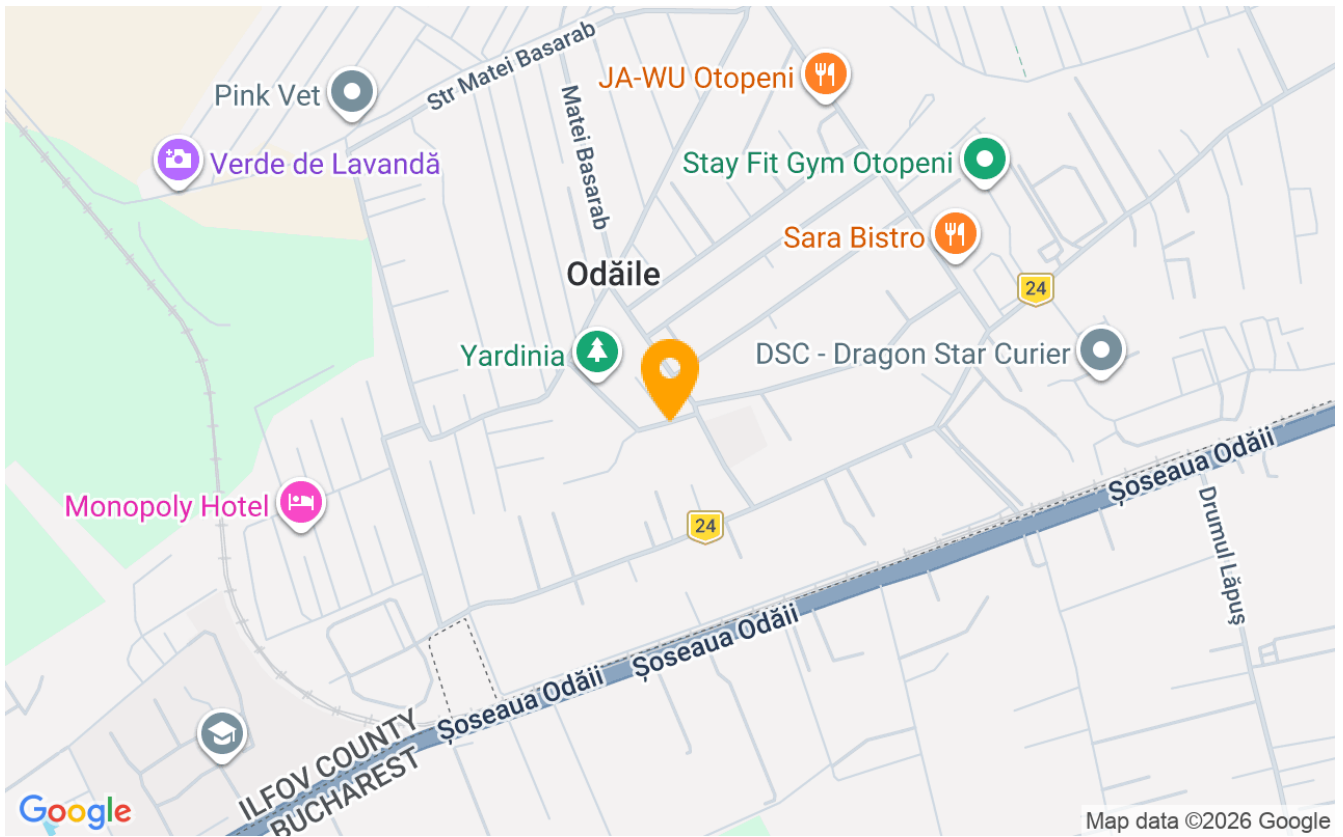 Str Matei Basarab
JA-WU Otopeni
Pink Vet
Matei Basarab
Verde de Lavandă
Stay Fit Gym Otopeni
Sara Bistro
Odăile
24
Yardinia
DSC - Dragon Star Curier
Șoseaua Odăii
Monopoly Hotel
24
Drumul Lăpuș
Șoseaua Odăii
Șoseaua Odăii
ILFOV COUNTY
BUCHAREST
Google
Map data ©2026 Google